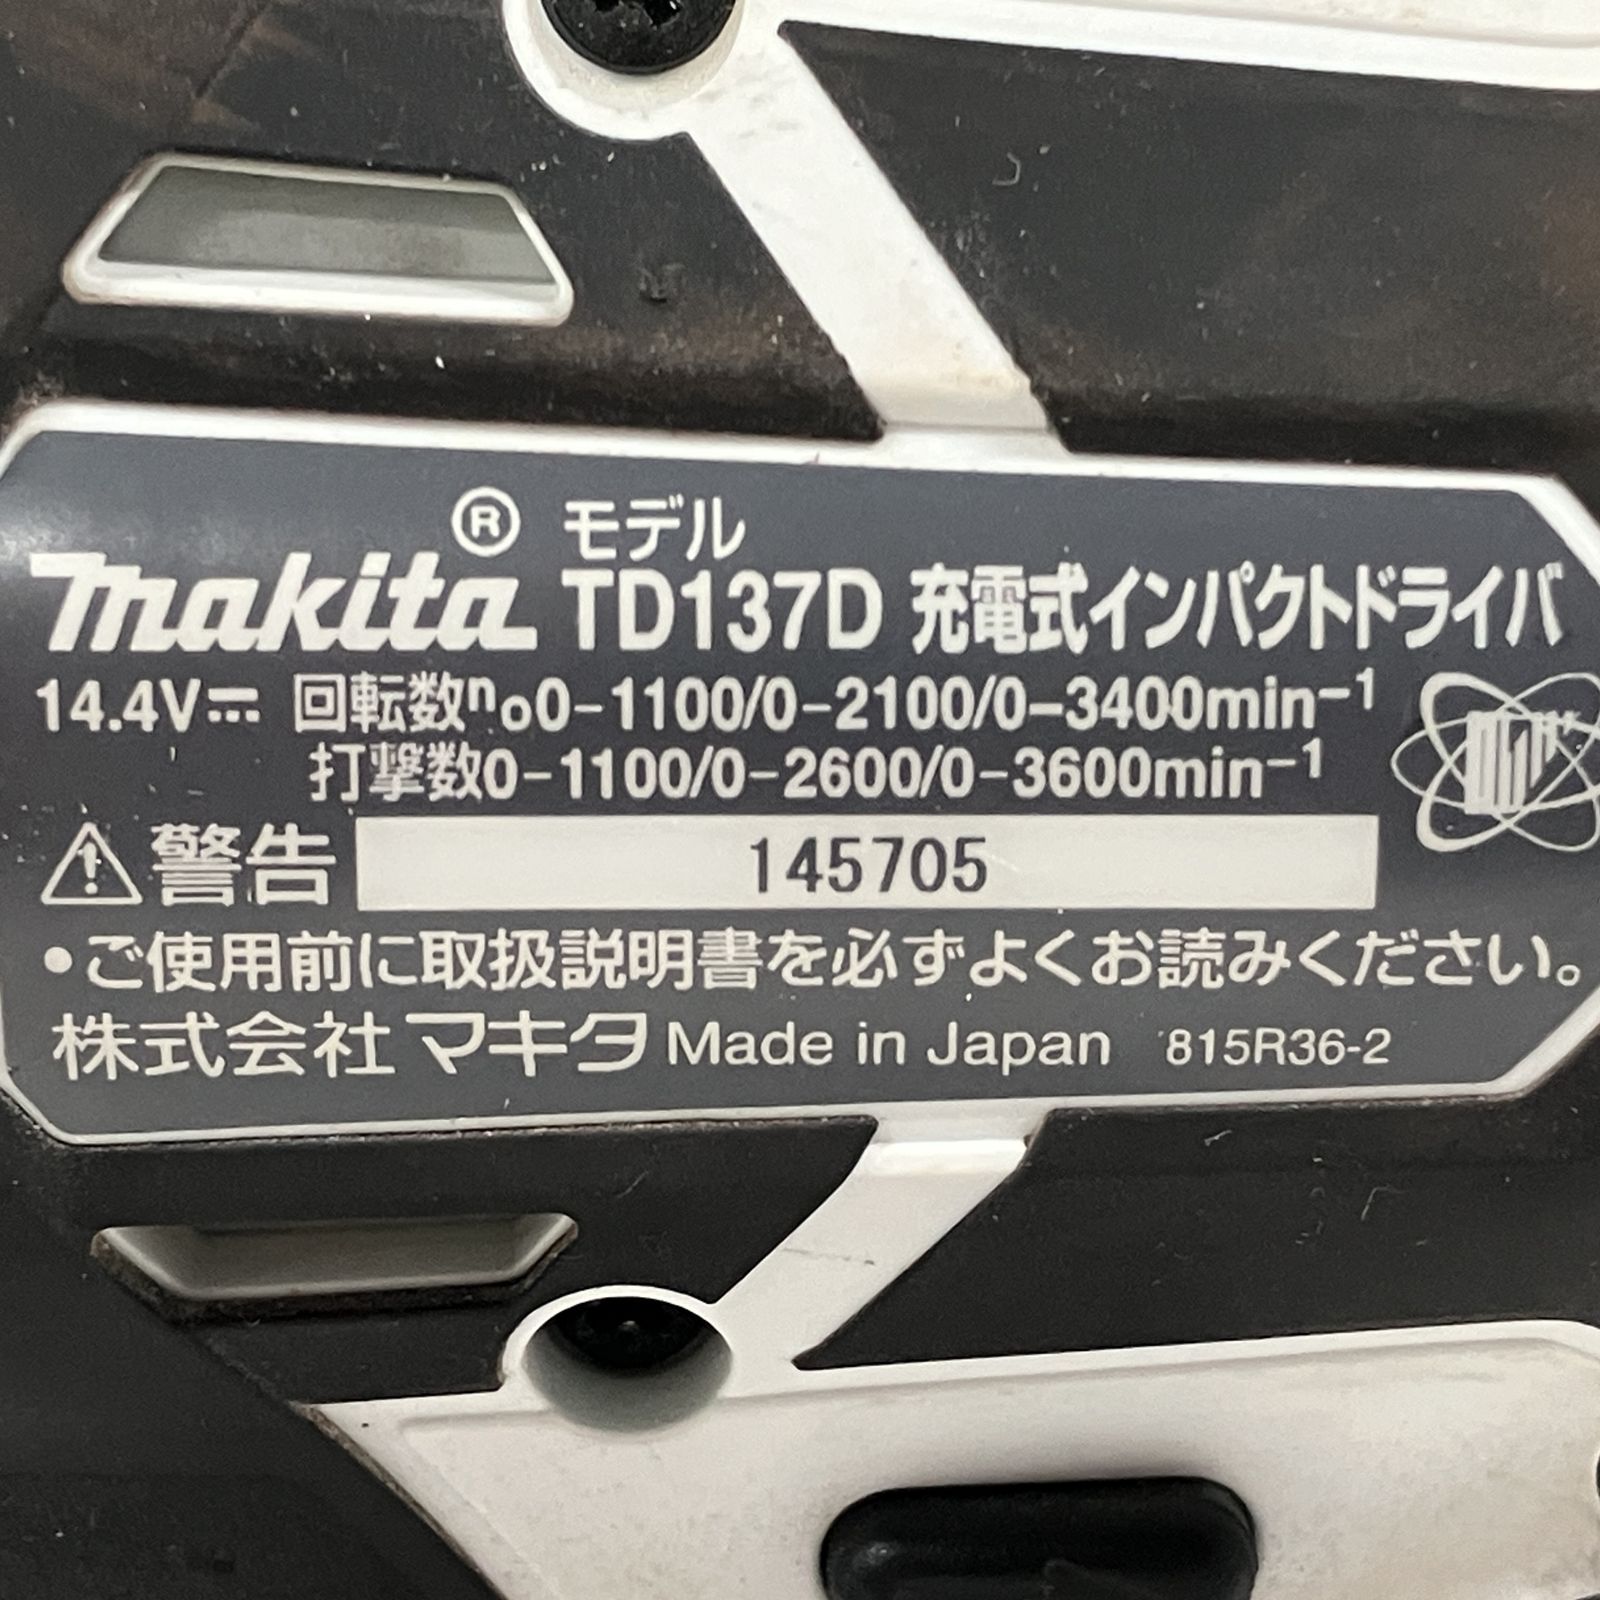 makita® モデル
TD137D 充電式インパクトドライバ
14.4V⎓ 回転数no0-1100/0-2100/0-3400min-1
打撃数0-1100/0-2600/0-3600min-1
⚠警告 145705
•ご使用前に取扱説明書を必ずよくお読みください。
株式会社マキタ Made in Japan 815R36-2